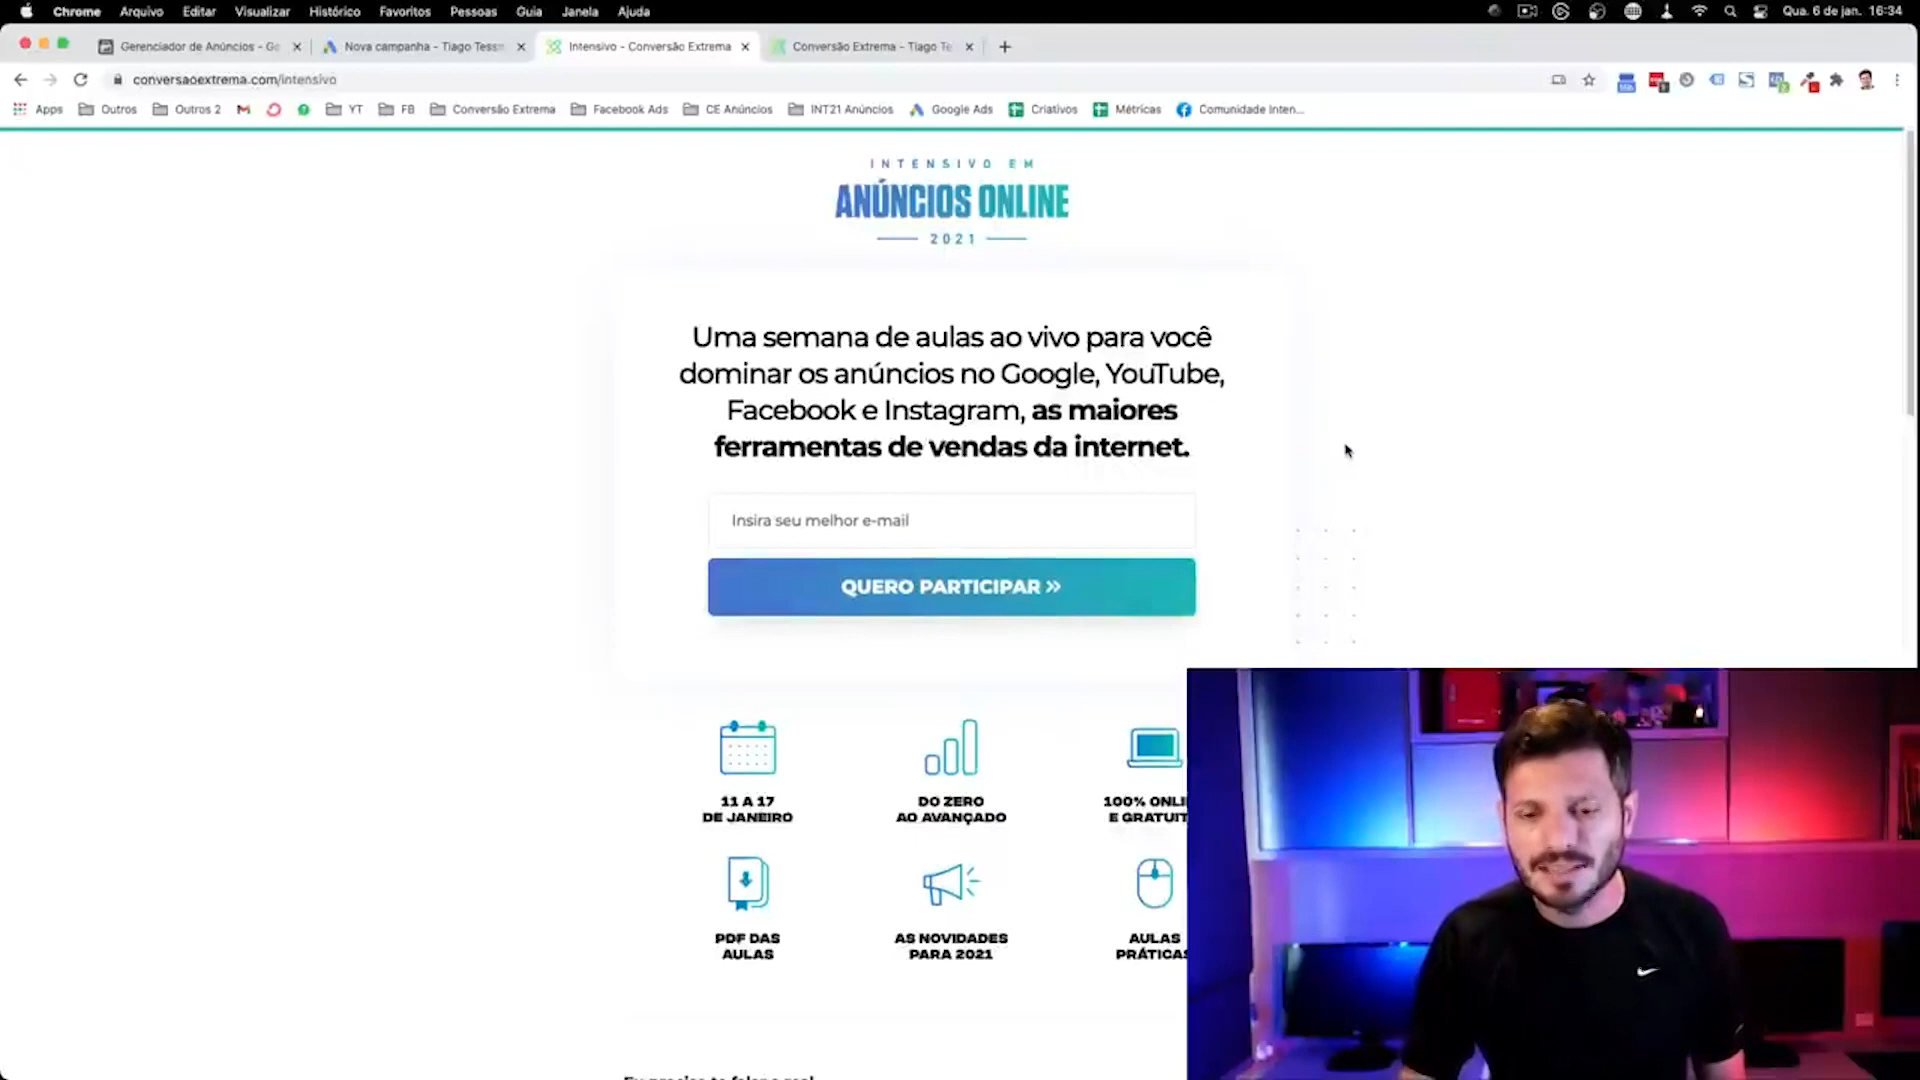 Chrome Arquivo Editar Visualizar Histórico Favoritos Pessoas Guia Janela Ajuda Qua. 6 de jan. 16:34
Gerenciador de Anúncios - Ge Nova campanha - Tiago Tessm Intensivo - Conversão Extrema Conversão Extrema - Tiago Te
conversaoextrema.com/intensivo
Apps Outros Outros 2 YT FB Conversão Extrema Facebook Ads CE Anúncios INT21 Anúncios Google Ads Criativos Métricas Comunidade Inten...
INTENSIVO EM
ANÚNCIOS ONLINE
2021
Uma semana de aulas ao vivo para você
dominar os anúncios no Google, YouTube,
Facebook e Instagram, as maiores
ferramentas de vendas da internet.
Insira seu melhor e-mail
QUERO PARTICIPAR »
11 A 17
DE JANEIRO
DO ZERO
AO AVANÇADO
100% ONLI
E GRATUIT
PDF DAS
AULAS
AS NOVIDADES
PARA 2021
AULAS
PRÁTICAS